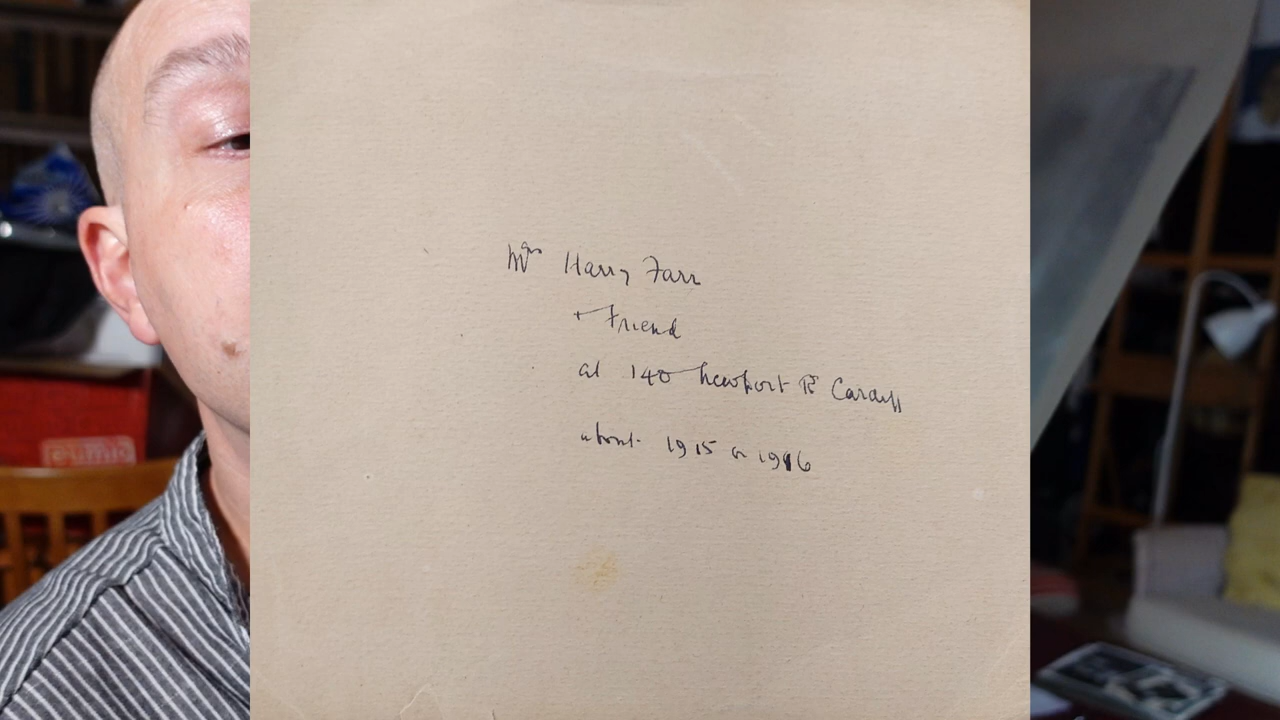 Mrs Harry Farr
+ Friend
at 140 Newport Rd Cardiff
about 1915 or 1916